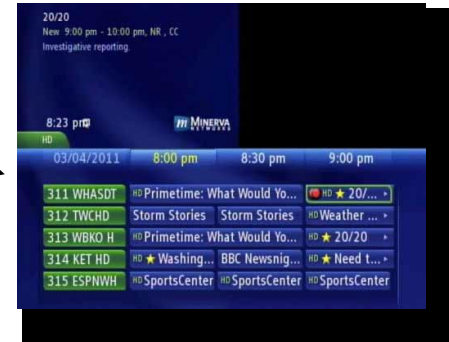 20/20
New 9:00 pm - 10:00 pm, NR , CC
Investigative reporting.
8:23 pm
m MINERVA
NETWORKS
HD
03/04/2011 8:00 pm 8:30 pm 9:00 pm
311 WHASDT HD Primetime: What Would Yo... HD ★ 20/...
312 TWCHD Storm Stories Storm Stories HD Weather ...
313 WBKO H HD Primetime: What Would Yo... HD ★ 20/20
314 KET HD HD ★ Washing... BBC Newsnig... HD ★ Need t...
315 ESPNWH HD SportsCenter HD SportsCenter HD SportsCenter